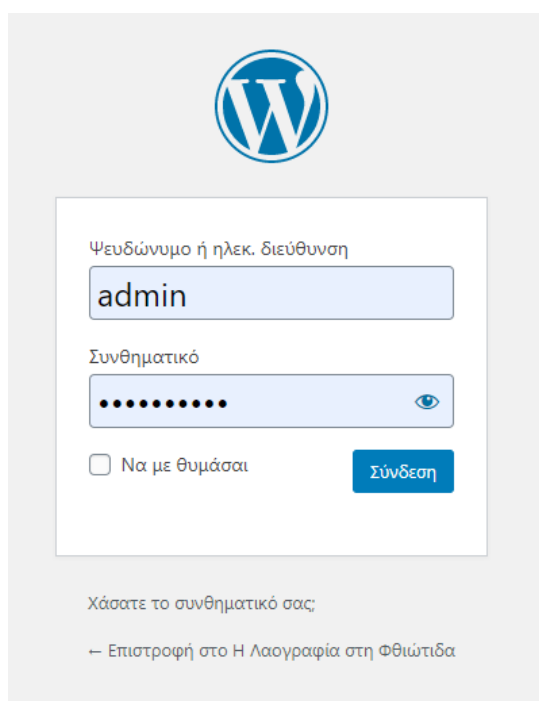 Ψευδώνυμο ή ηλεκ. διεύθυνση
admin
Συνθηματικό
••••••••••
Να με θυμάσαι
Σύνδεση
Χάσατε το συνθηματικό σας;
← Επιστροφή στο Η Λαογραφία στη Φθιώτιδα